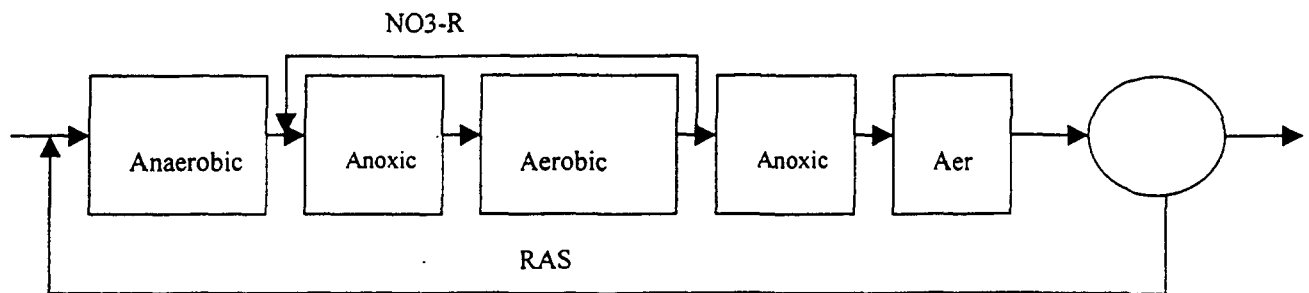 NO3-R
Anaerobic
Anoxic
Aerobic
Anoxic
Aer
RAS